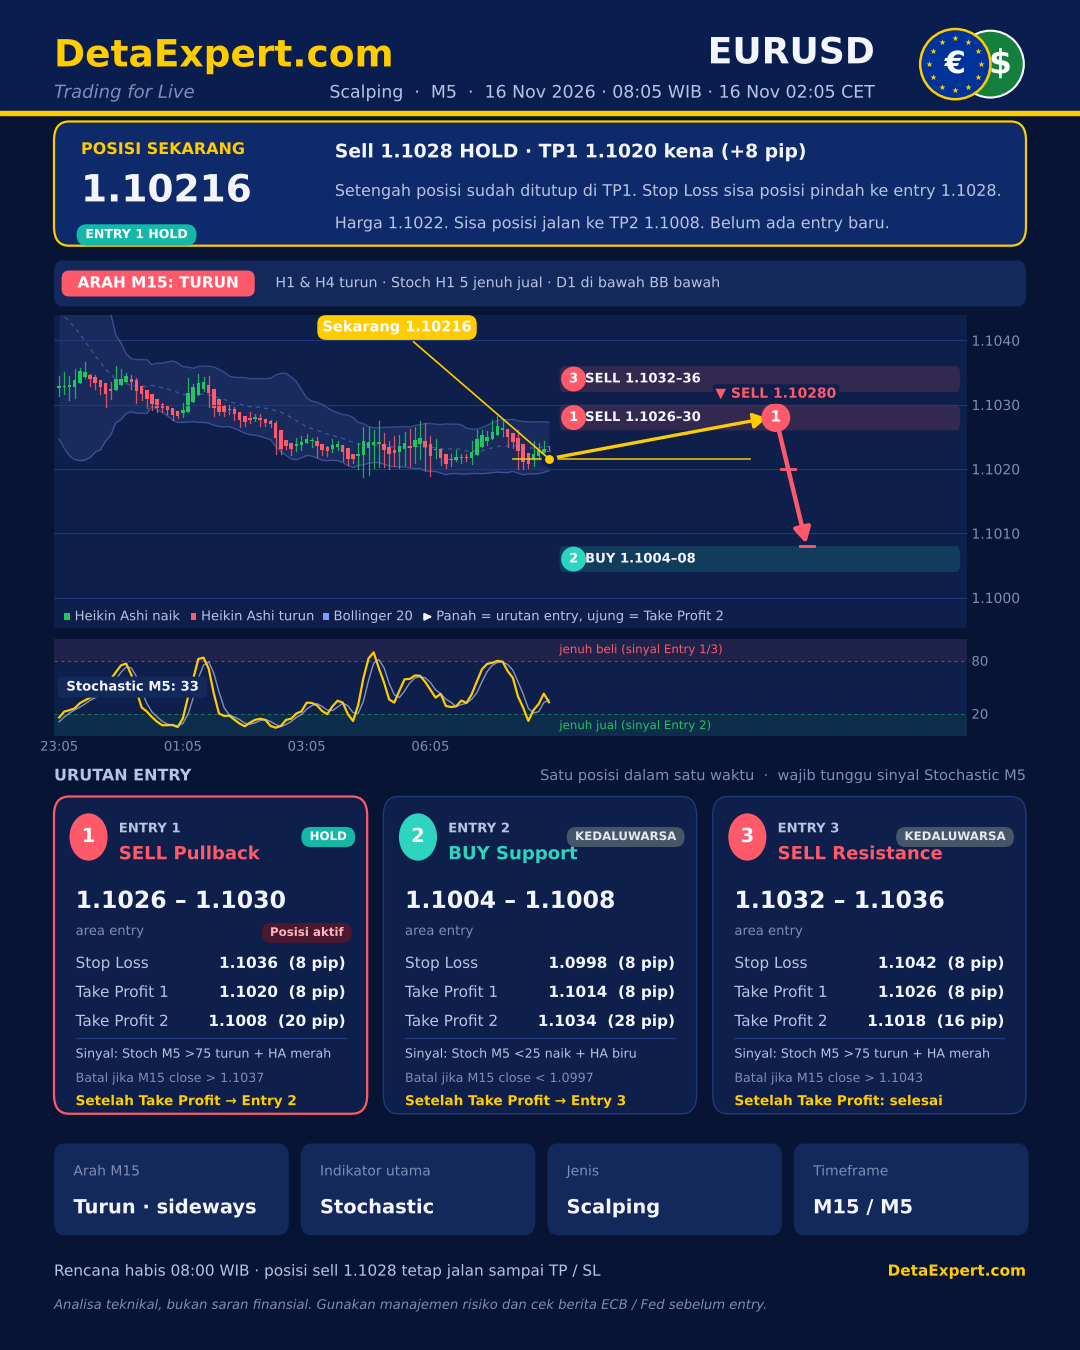 DetaExpert.com
EURUSD
€ $
Trading for Live
Scalping · M5 · 16 Nov 2026 · 08:05 WIB · 16 Nov 02:05 CET
POSISI SEKARANG
1.10216
ENTRY 1 HOLD
Sell 1.1028 HOLD · TP1 1.1020 kena (+8 pip)
Setengah posisi sudah ditutup di TP1. Stop Loss sisa posisi pindah ke entry 1.1028.
Harga 1.1022. Sisa posisi jalan ke TP2 1.1008. Belum ada entry baru.
ARAH M15: TURUN
H1 & H4 turun · Stoch H1 5 jenuh jual · D1 di bawah BB bawah
Sekarang 1.10216
1.1040
3 SELL 1.1032–36
▼ SELL 1.10280
1.1030
1 SELL 1.1026–30
1
1.1020
1.1010
2 BUY 1.1004–08
1.1000
Heikin Ashi naik
Heikin Ashi turun
Bollinger 20
Panah = urutan entry, ujung = Take Profit 2
jenuh beli (sinyal Entry 1/3)
80
Stochastic M5: 33
20
jenuh jual (sinyal Entry 2)
23:05 01:05 03:05 06:05
URUTAN ENTRY
Satu posisi dalam satu waktu · wajib tunggu sinyal Stochastic M5
1
ENTRY 1
HOLD
SELL Pullback
1.1026 – 1.1030
area entry
Posisi aktif
Stop Loss 1.1036 (8 pip)
Take Profit 1 1.1020 (8 pip)
Take Profit 2 1.1008 (20 pip)
Sinyal: Stoch M5 >75 turun + HA merah
Batal jika M15 close > 1.1037
Setelah Take Profit → Entry 2
2
ENTRY 2
KEDALUWARSA
BUY Support
1.1004 – 1.1008
area entry
Stop Loss 1.0998 (8 pip)
Take Profit 1 1.1014 (8 pip)
Take Profit 2 1.1034 (28 pip)
Sinyal: Stoch M5 <25 naik + HA biru
Batal jika M15 close < 1.0997
Setelah Take Profit → Entry 3
3
ENTRY 3
KEDALUWARSA
SELL Resistance
1.1032 – 1.1036
area entry
Stop Loss 1.1042 (8 pip)
Take Profit 1 1.1026 (8 pip)
Take Profit 2 1.1018 (16 pip)
Sinyal: Stoch M5 >75 turun + HA merah
Batal jika M15 close > 1.1043
Setelah Take Profit: selesai
Arah M15
Turun · sideways
Indikator utama
Stochastic
Jenis
Scalping
Timeframe
M15 / M5
Rencana habis 08:00 WIB · posisi sell 1.1028 tetap jalan sampai TP / SL
DetaExpert.com
Analisa teknikal, bukan saran finansial. Gunakan manajemen risiko dan cek berita ECB / Fed sebelum entry.